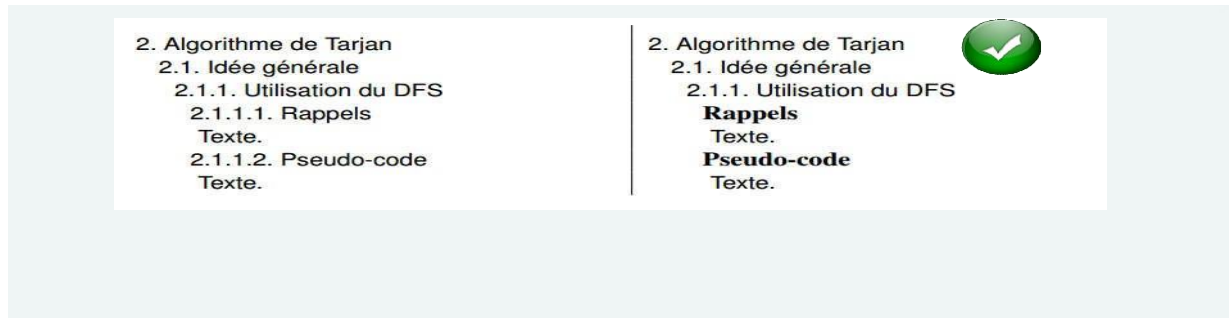 2. Algorithme de Tarjan
2.1. Idée générale
2.1.1. Utilisation du DFS
2.1.1.1. Rappels
Texte.
2.1.1.2. Pseudo-code
Texte.
2. Algorithme de Tarjan
2.1. Idée générale
2.1.1. Utilisation du DFS
Rappels
Texte.
Pseudo-code
Texte.